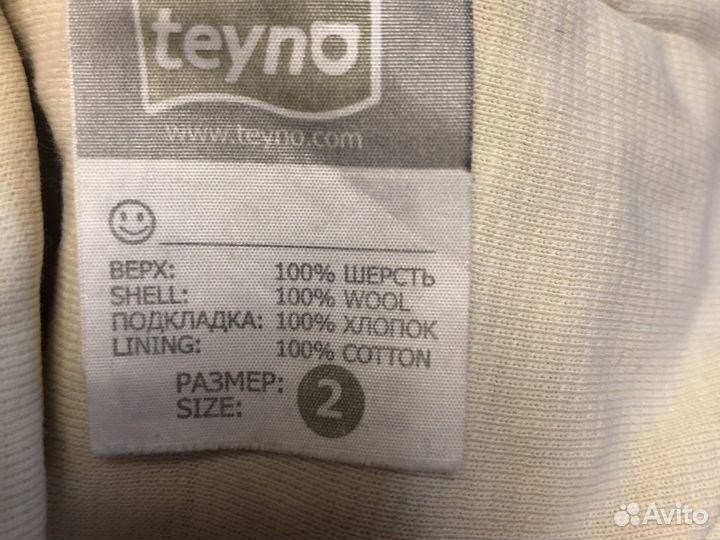 teyno
www.teyno.com
ВЕРХ: 100% ШЕРСТЬ
SHELL: 100% WOOL
ПОДКЛАДКА: 100% ХЛОПОК
LINING: 100% COTTON
РАЗМЕР: 2
SIZE:
Avito